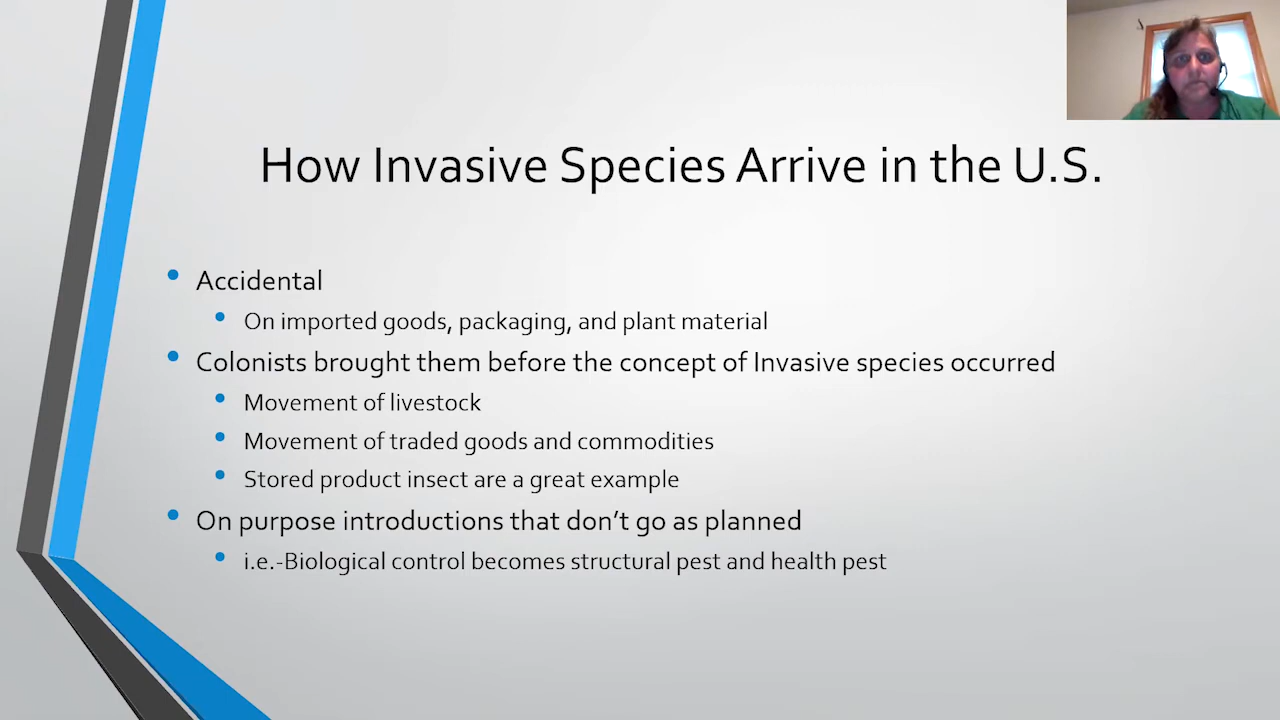 How Invasive Species Arrive in the U.S.
Accidental
On imported goods, packaging, and plant material
Colonists brought them before the concept of Invasive species occurred
Movement of livestock
Movement of traded goods and commodities
Stored product insect are a great example
On purpose introductions that don’t go as planned
i.e.-Biological control becomes structural pest and health pest